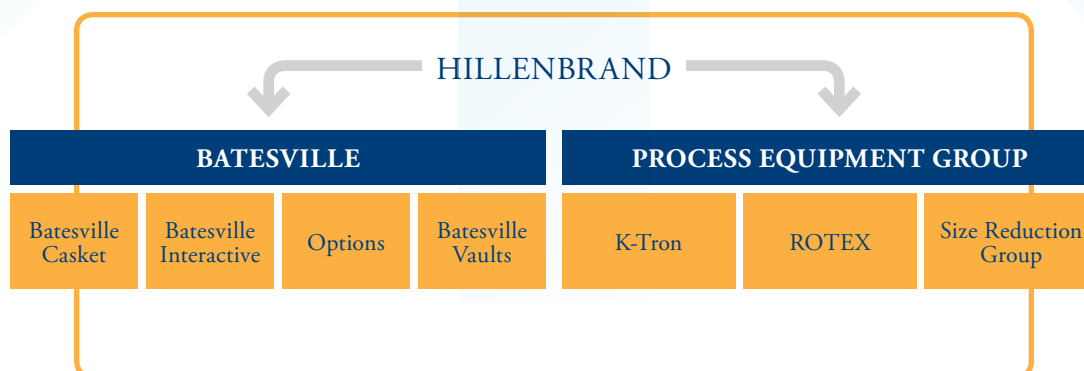 HILLENBRAND
BATESVILLE
PROCESS EQUIPMENT GROUP
Batesville
Casket
Batesville
Interactive
Options
Batesville
Vaults
K-Tron
ROTEX
Size Reduction
Group